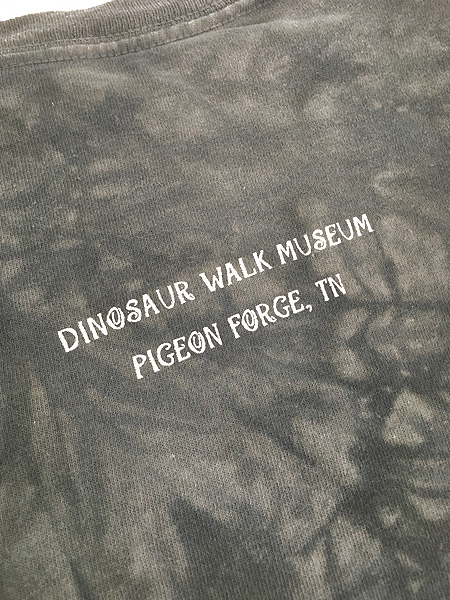 DINOSAUR WALK MUSEUM
PIGEON FORGE, TN